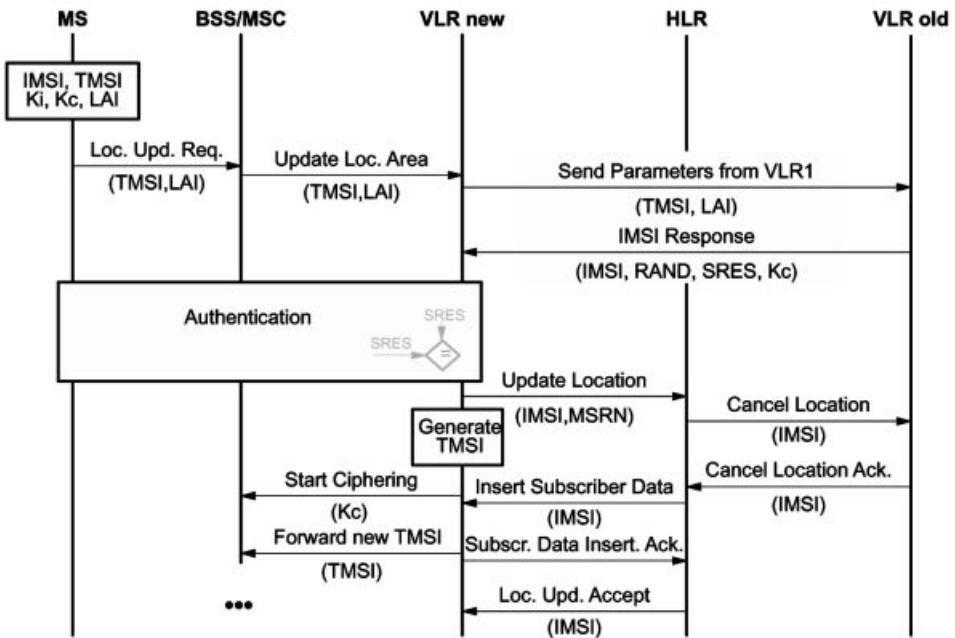 MS BSS/MSC VLR new HLR VLR old
IMSI, TMSI
Ki, Kc, LAI
Loc. Upd. Req.
(TMSI,LAI)
Update Loc. Area
(TMSI,LAI)
Send Parameters from VLR1
(TMSI, LAI)
IMSI Response
(IMSI, RAND, SRES, Kc)
Authentication
SRES
SRES
=
Update Location
(IMSI,MSRN)
Generate
TMSI
Cancel Location
(IMSI)
Cancel Location Ack.
(IMSI)
Start Ciphering
(Kc)
Insert Subscriber Data
(IMSI)
Forward new TMSI
(TMSI)
Subscr. Data Insert. Ack.
Loc. Upd. Accept
(IMSI)
•••